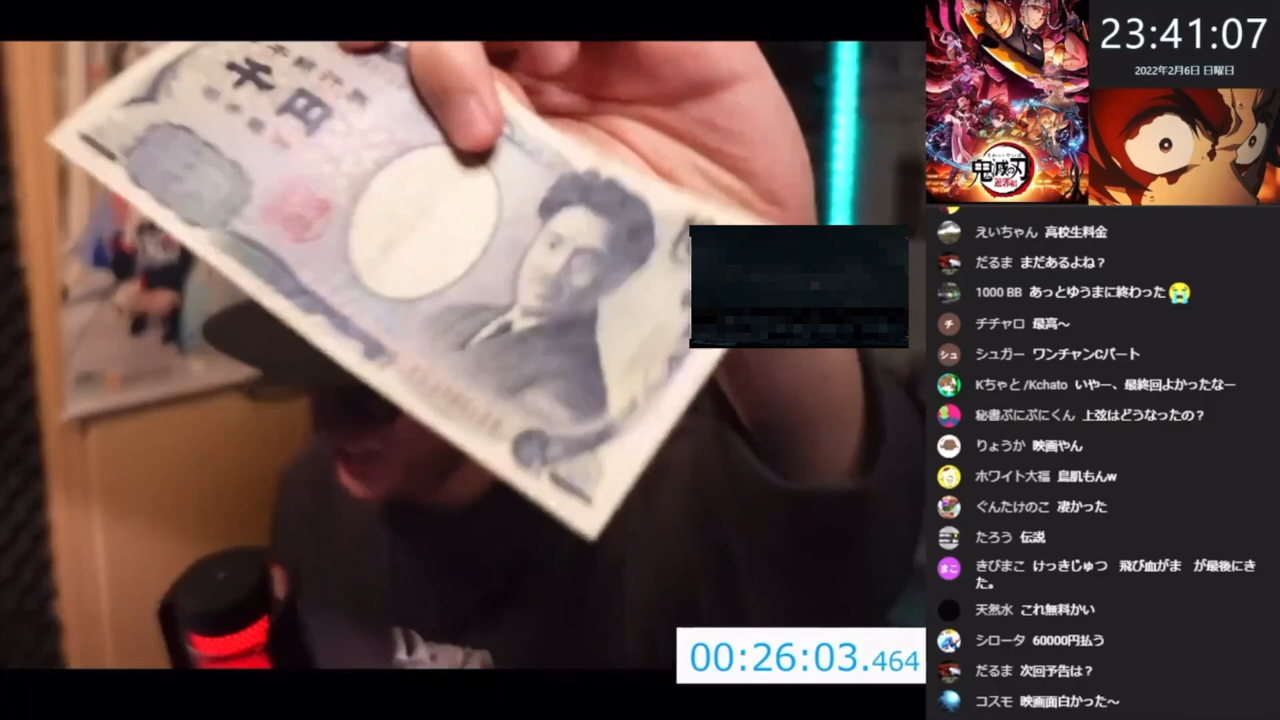 千
円
23:41:07
2022年2月6日 日曜日
鬼滅の刃
遊郭編
えいちゃん 高校生料金
だるま まだあるよね？
1000 BB あっとゆうまに終わった😭
チ
チチャロ 最高〜
シュ
シュガー ワンチャンCパート
Kちゃと/Kchato いやー、最終回よかったなー
秘書ぷにぷにくん 上弦はどうなったの？
りょうか 映画やん
ホワイト大福 鳥肌もんw
ぐんたけのこ 凄かった
たろう 伝説
まこ
きびまこ けっきじゅつ　飛び血がま　が最後にき
た。
天然水 これ無料かい
シロータ 60000円払う
だるま 次回予告は？
コスモ 映画面白かった〜
00:26:03.464